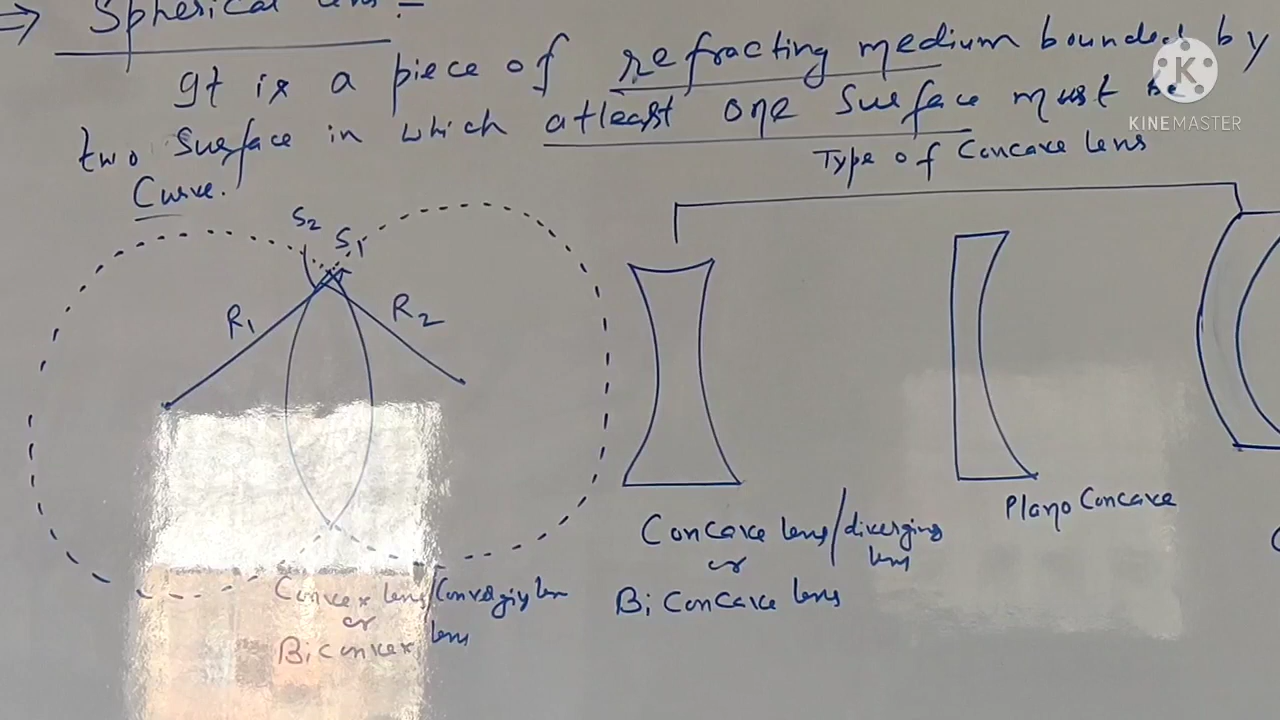 ⇒ Spherical lens :-
It is a piece of refracting medium bounded by
two Surface in which atleast one Surface must be
Curve.
Type of Concave lens
S2
S1
R1
R2
Plano Concave
Concave lens/diverging
lens
or
Bi Concave lens
Convex lens/Converging lens
or
Biconvex lens
K
KINEMASTER